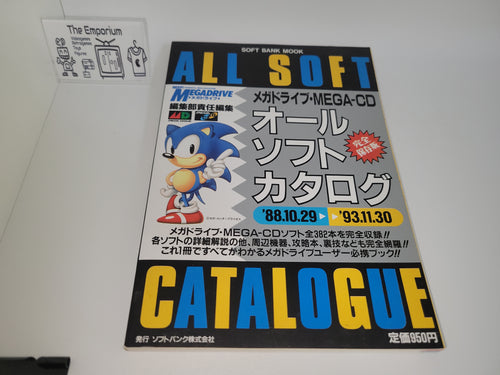 The Emporium
Videogames
Retrogames
Toys
Figures
SOFT BANK MOOK
ALL SOFT
MEGADRIVE
メガドライブ・MEGA-CD
編集部責任編集
オール
ソフト
カタログ
完全
保存版
'88.10.29 '93.11.30
メガドライブ・MEGA-CDソフト全382本を完全収録!!
各ソフトの詳細解説の他、周辺機器、攻略本、裏技なども完全網羅!!
これ1冊ですべてがわかるメガドライブユーザー必携ブック!!
CATALOGUE
発行 ソフトバンク株式会社
定価950円